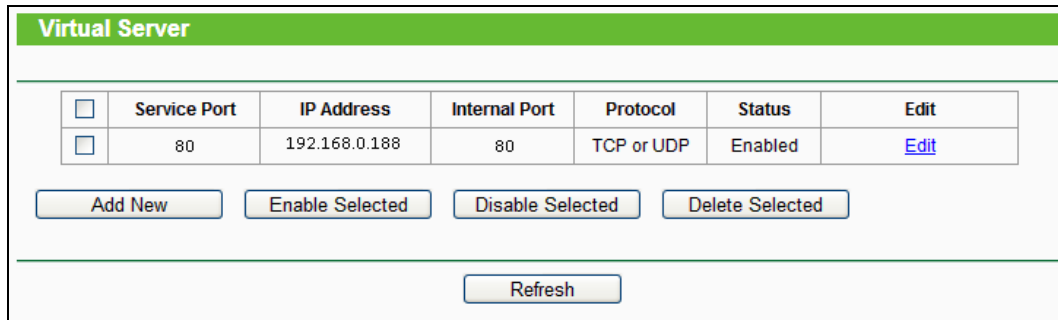 Virtual Server
Service Port IP Address Internal Port Protocol Status Edit
80 192.168.0.188 80 TCP or UDP Enabled Edit
Add New Enable Selected Disable Selected Delete Selected
Refresh